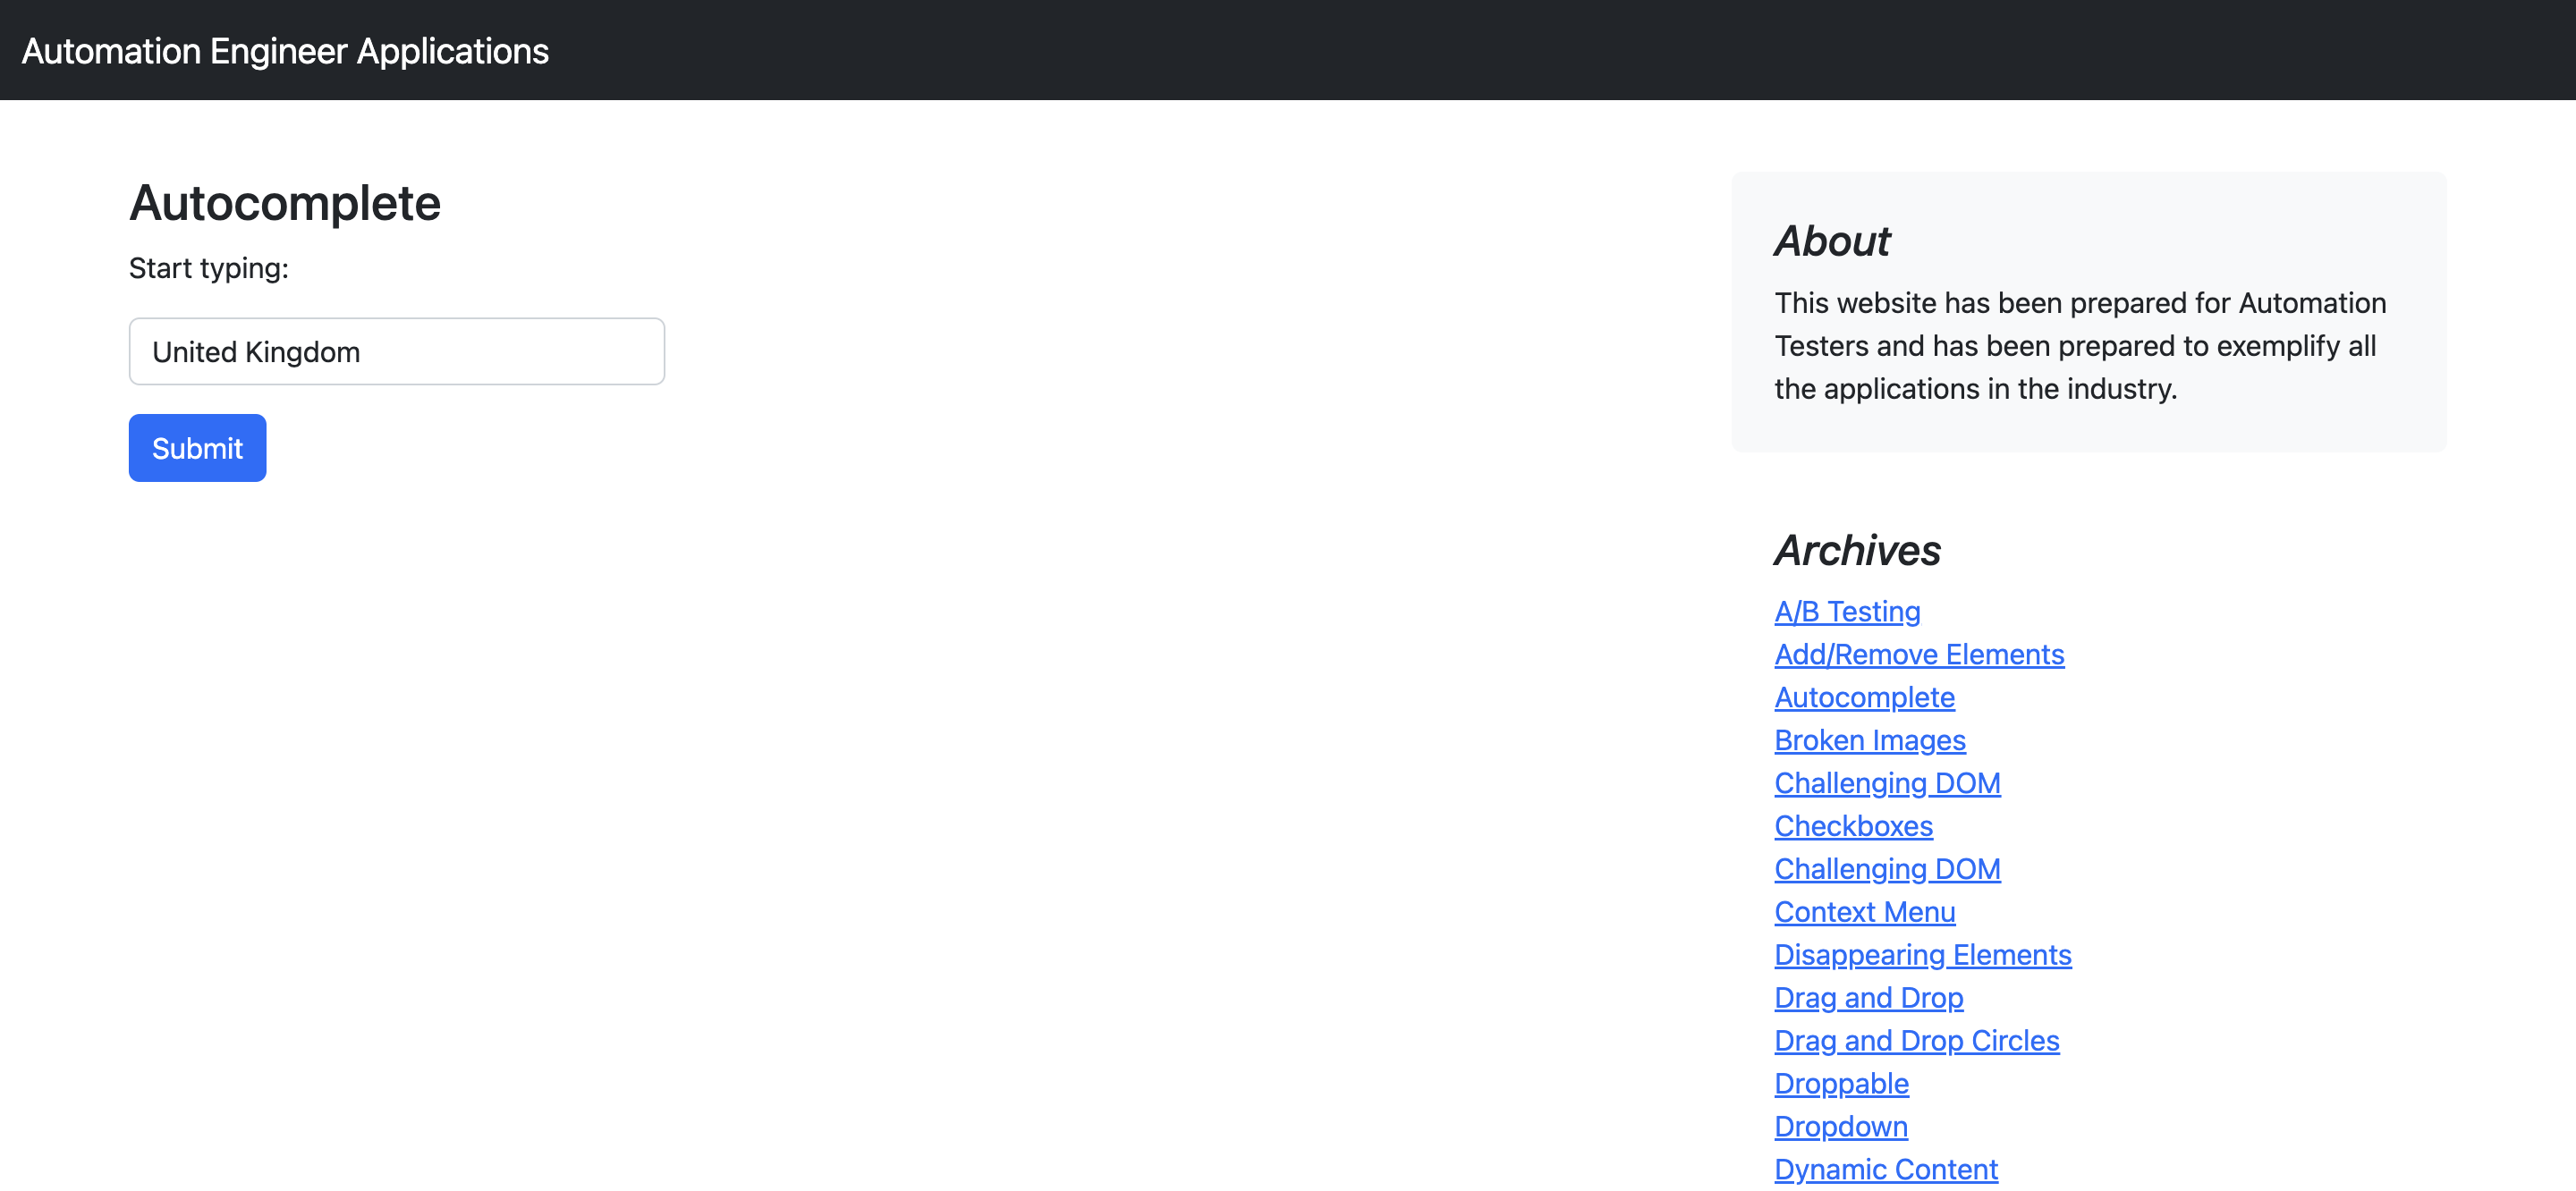 Automation Engineer Applications
Autocomplete
Start typing:
United Kingdom
Submit
About
This website has been prepared for Automation
Testers and has been prepared to exemplify all
the applications in the industry.
Archives
A/B Testing
Add/Remove Elements
Autocomplete
Broken Images
Challenging DOM
Checkboxes
Challenging DOM
Context Menu
Disappearing Elements
Drag and Drop
Drag and Drop Circles
Droppable
Dropdown
Dynamic Content